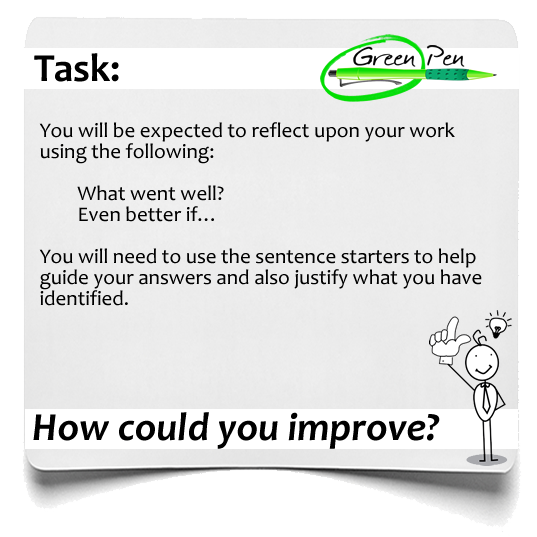 Task:
Green Pen
You will be expected to reflect upon your work
using the following:
What went well?
Even better if…
You will need to use the sentence starters to help
guide your answers and also justify what you have
identified.
How could you improve?